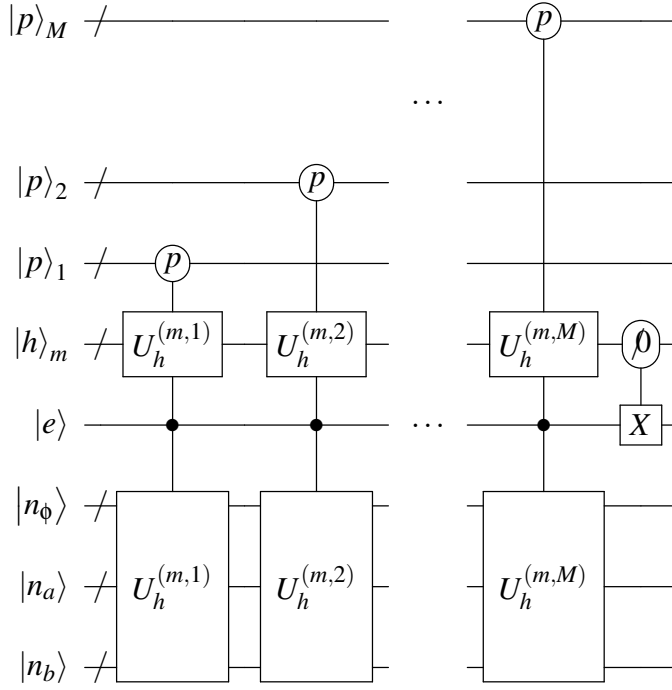 |p⟩_M p
...
|p⟩_2 p
|p⟩_1 p
|h⟩_m U_h^{(m,1)} U_h^{(m,2)} U_h^{(m,M)} 0̸
|e⟩ ... X
|n_ϕ⟩
|n_a⟩ U_h^{(m,1)} U_h^{(m,2)} U_h^{(m,M)}
|n_b⟩